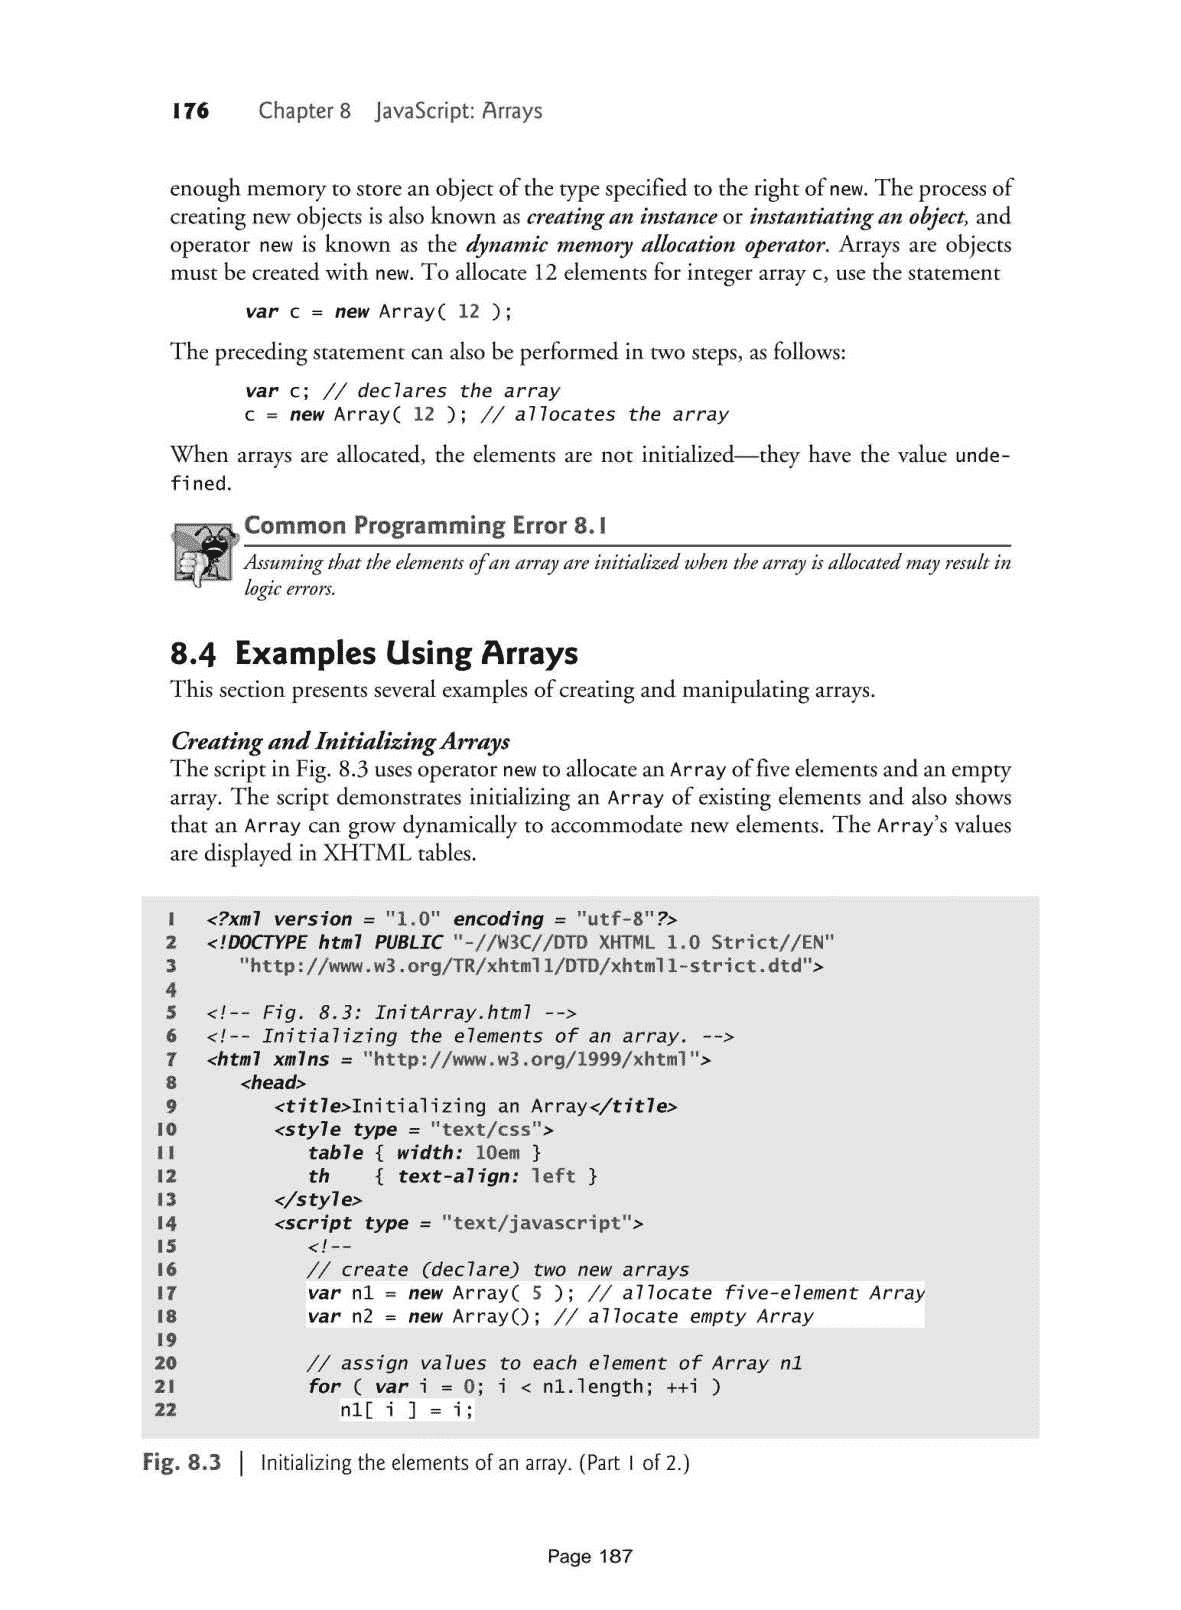 176 Chapter 8 JavaScript: Arrays
enough memory to store an object of the type specified to the right of new. The process of
creating new objects is also known as creating an instance or instantiating an object, and
operator new is known as the dynamic memory allocation operator. Arrays are objects
must be created with new. To allocate 12 elements for integer array c, use the statement
var c = new Array( 12 );
The preceding statement can also be performed in two steps, as follows:
var c; // declares the array
c = new Array( 12 ); // allocates the array
When arrays are allocated, the elements are not initialized—they have the value unde-
fined.
Common Programming Error 8.1
Assuming that the elements of an array are initialized when the array is allocated may result in
logic errors.
8.4 Examples Using Arrays
This section presents several examples of creating and manipulating arrays.
Creating and Initializing Arrays
The script in Fig. 8.3 uses operator new to allocate an Array of five elements and an empty
array. The script demonstrates initializing an Array of existing elements and also shows
that an Array can grow dynamically to accommodate new elements. The Array's values
are displayed in XHTML tables.
1 <?xml version = "1.0" encoding = "utf-8"?>
2 <!DOCTYPE html PUBLIC "-//W3C//DTD XHTML 1.0 Strict//EN"
3 "http://www.w3.org/TR/xhtml1/DTD/xhtml1-strict.dtd">
4
5 <!-- Fig. 8.3: InitArray.html -->
6 <!-- Initializing the elements of an array. -->
7 <html xmlns = "http://www.w3.org/1999/xhtml">
8 <head>
9 <title>Initializing an Array</title>
10 <style type = "text/css">
11 table { width: 10em }
12 th { text-align: left }
13 </style>
14 <script type = "text/javascript">
15 <!--
16 // create (declare) two new arrays
17 var n1 = new Array( 5 ); // allocate five-element Array
18 var n2 = new Array(); // allocate empty Array
19
20 // assign values to each element of Array n1
21 for ( var i = 0; i < n1.length; ++i )
22 n1[ i ] = i;
Fig. 8.3 | Initializing the elements of an array. (Part 1 of 2.)
Page 187